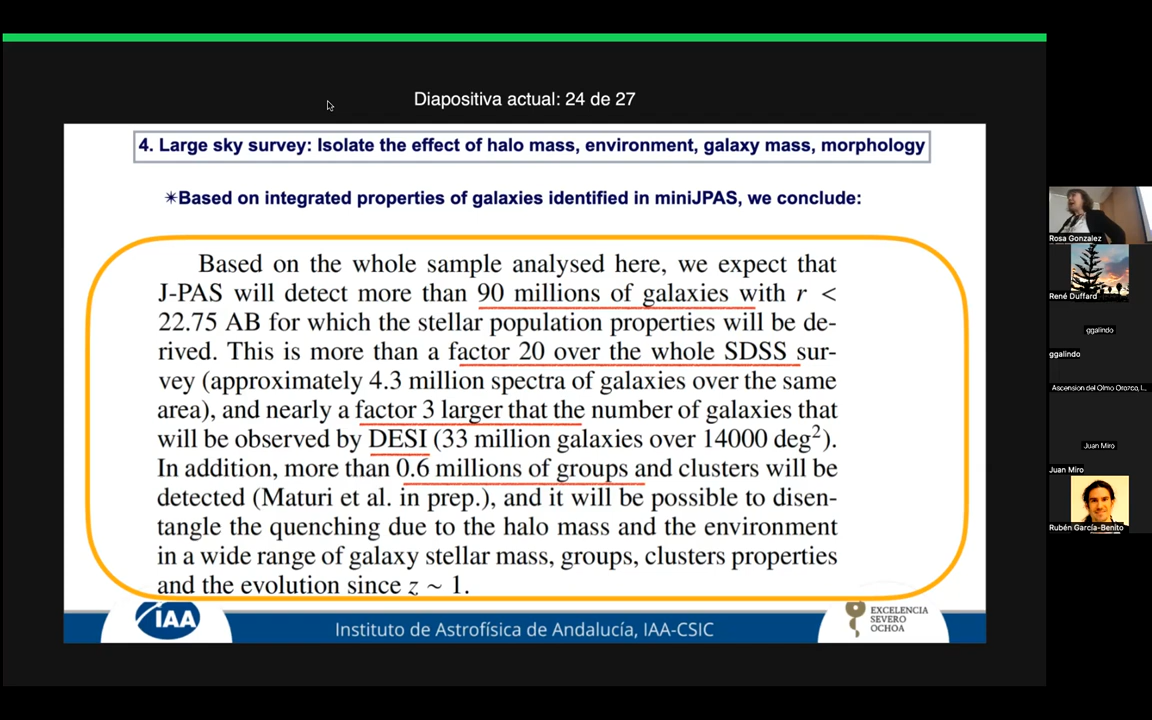 Diapositiva actual: 24 de 27
4. Large sky survey: Isolate the effect of halo mass, environment, galaxy mass, morphology
✴Based on integrated properties of galaxies identified in miniJPAS, we conclude:
Based on the whole sample analysed here, we expect that
J-PAS will detect more than 90 millions of galaxies with r <
22.75 AB for which the stellar population properties will be de-
rived. This is more than a factor 20 over the whole SDSS sur-
vey (approximately 4.3 million spectra of galaxies over the same
area), and nearly a factor 3 larger that the number of galaxies that
will be observed by DESI (33 million galaxies over 14000 deg²).
In addition, more than 0.6 millions of groups and clusters will be
detected (Maturi et al. in prep.), and it will be possible to disen-
tangle the quenching due to the halo mass and the environment
in a wide range of galaxy stellar mass, groups, clusters properties
and the evolution since z ~ 1.
IAA
Instituto de Astrofísica de Andalucía, IAA-CSIC
EXCELENCIA
SEVERO
OCHOA
Rosa Gonzalez
René Duffard
ggalindo
ggalindo
Ascension del Olmo Orozco, I...
Juan Miro
Juan Miro
Rubén García-Benito